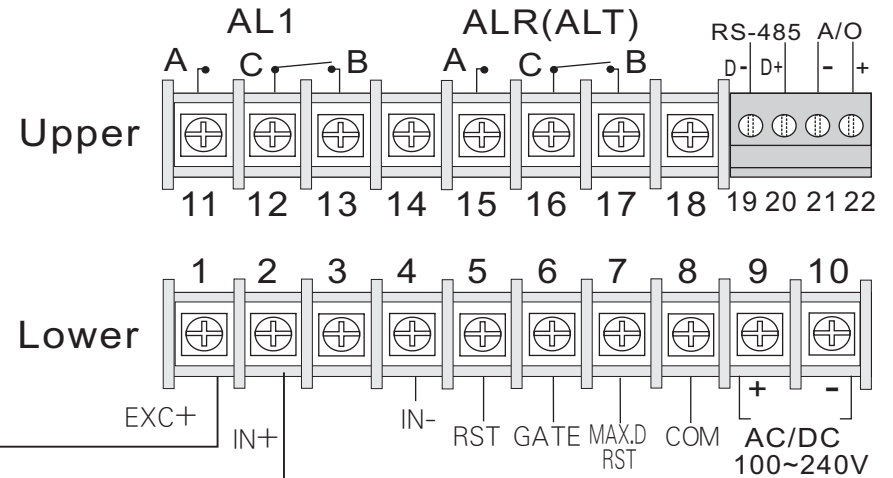 AL1 ALR(ALT) RS-485 A/O
A C B A C B D- D+ - +
Upper
11 12 13 14 15 16 17 18 19 20 21 22
1 2 3 4 5 6 7 8 9 10
Lower
+ -
EXC+ IN+ IN- RST GATE MAX.D COM AC/DC
RST 100~240V